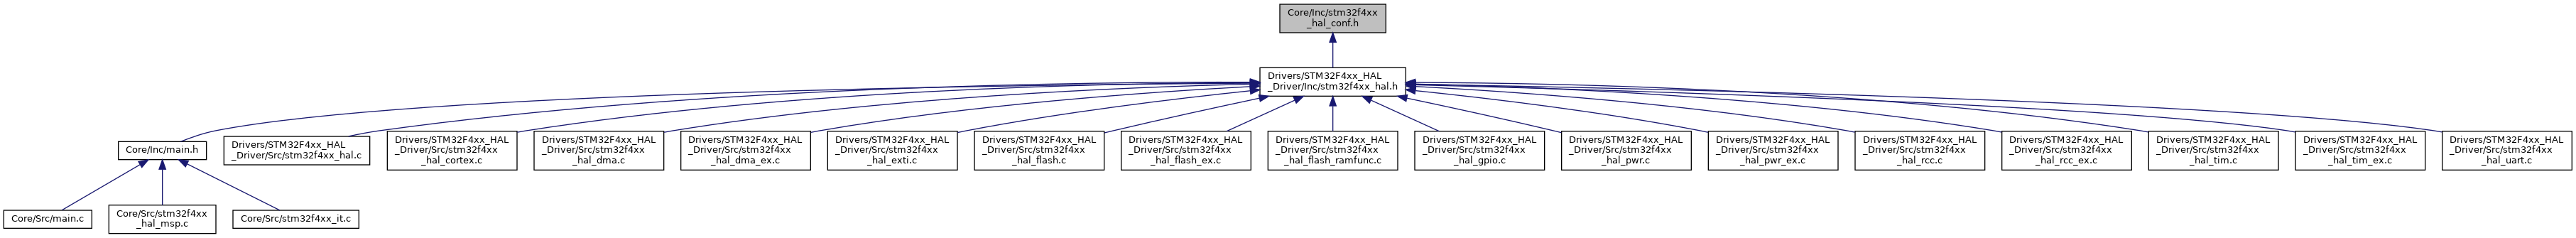 Core/Inc/stm32f4xx
_hal_conf.h
Drivers/STM32F4xx_HAL
_Driver/Inc/stm32f4xx_hal.h
Core/Inc/main.h
Drivers/STM32F4xx_HAL
_Driver/Src/stm32f4xx_hal.c
Drivers/STM32F4xx_HAL
_Driver/Src/stm32f4xx
_hal_cortex.c
Drivers/STM32F4xx_HAL
_Driver/Src/stm32f4xx
_hal_dma.c
Drivers/STM32F4xx_HAL
_Driver/Src/stm32f4xx
_hal_dma_ex.c
Drivers/STM32F4xx_HAL
_Driver/Src/stm32f4xx
_hal_exti.c
Drivers/STM32F4xx_HAL
_Driver/Src/stm32f4xx
_hal_flash.c
Drivers/STM32F4xx_HAL
_Driver/Src/stm32f4xx
_hal_flash_ex.c
Drivers/STM32F4xx_HAL
_Driver/Src/stm32f4xx
_hal_flash_ramfunc.c
Drivers/STM32F4xx_HAL
_Driver/Src/stm32f4xx
_hal_gpio.c
Drivers/STM32F4xx_HAL
_Driver/Src/stm32f4xx
_hal_pwr.c
Drivers/STM32F4xx_HAL
_Driver/Src/stm32f4xx
_hal_pwr_ex.c
Drivers/STM32F4xx_HAL
_Driver/Src/stm32f4xx
_hal_rcc.c
Drivers/STM32F4xx_HAL
_Driver/Src/stm32f4xx
_hal_rcc_ex.c
Drivers/STM32F4xx_HAL
_Driver/Src/stm32f4xx
_hal_tim.c
Drivers/STM32F4xx_HAL
_Driver/Src/stm32f4xx
_hal_tim_ex.c
Drivers/STM32F4xx_HAL
_Driver/Src/stm32f4xx
_hal_uart.c
Core/Src/main.c
Core/Src/stm32f4xx
_hal_msp.c
Core/Src/stm32f4xx_it.c